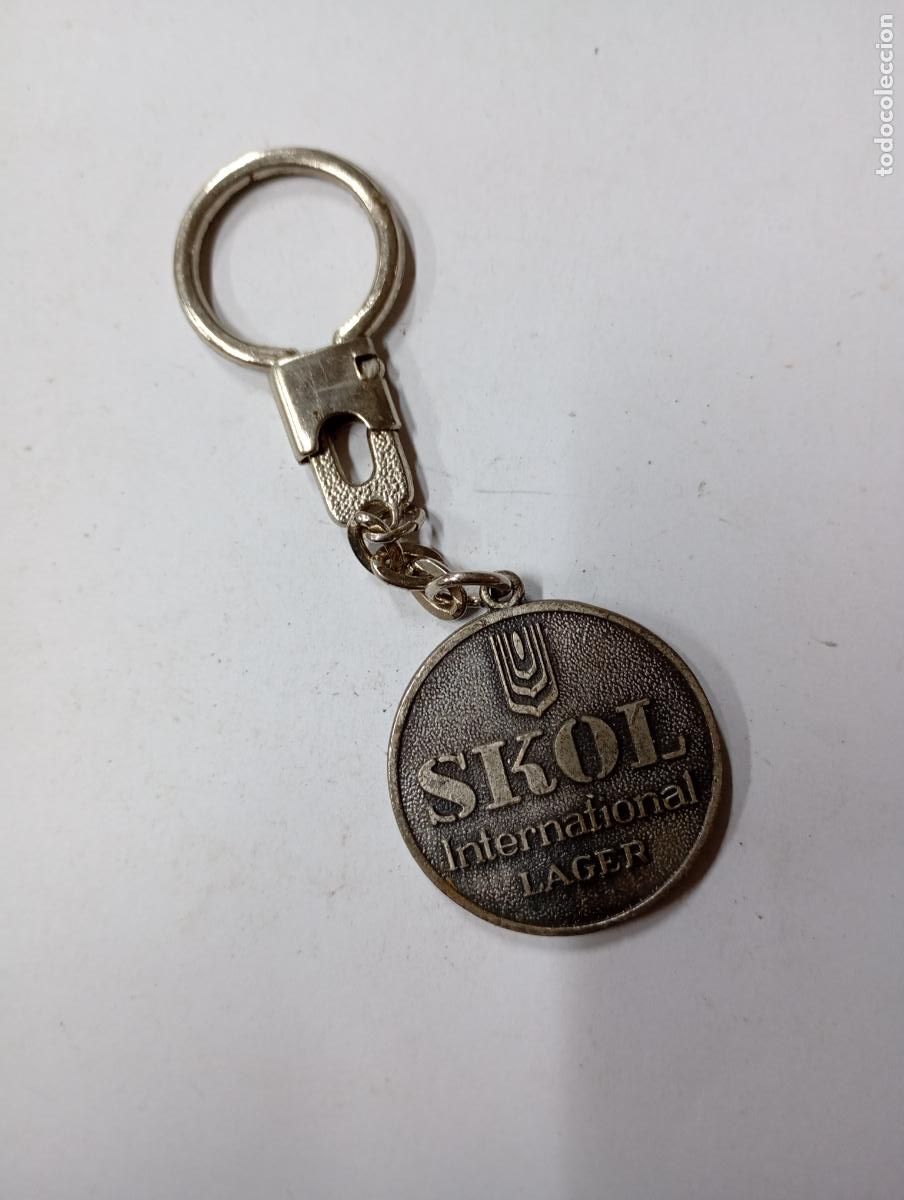 SKOL
International
LAGER
todocoleccion